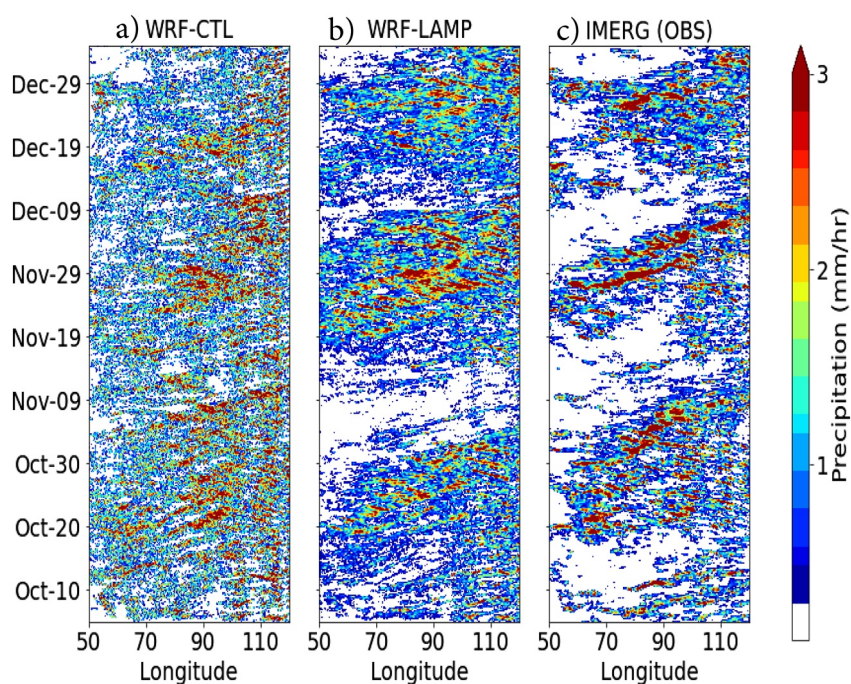 a) WRF-CTL
b) WRF-LAMP
c) IMERG (OBS)
Dec-29
Dec-19
Dec-09
Nov-29
Nov-19
Nov-09
Oct-30
Oct-20
Oct-10
50 70 90 110
50 70 90 110
50 70 90 110
Longitude
Longitude
Longitude
3
2
1
Precipitation (mm/hr)